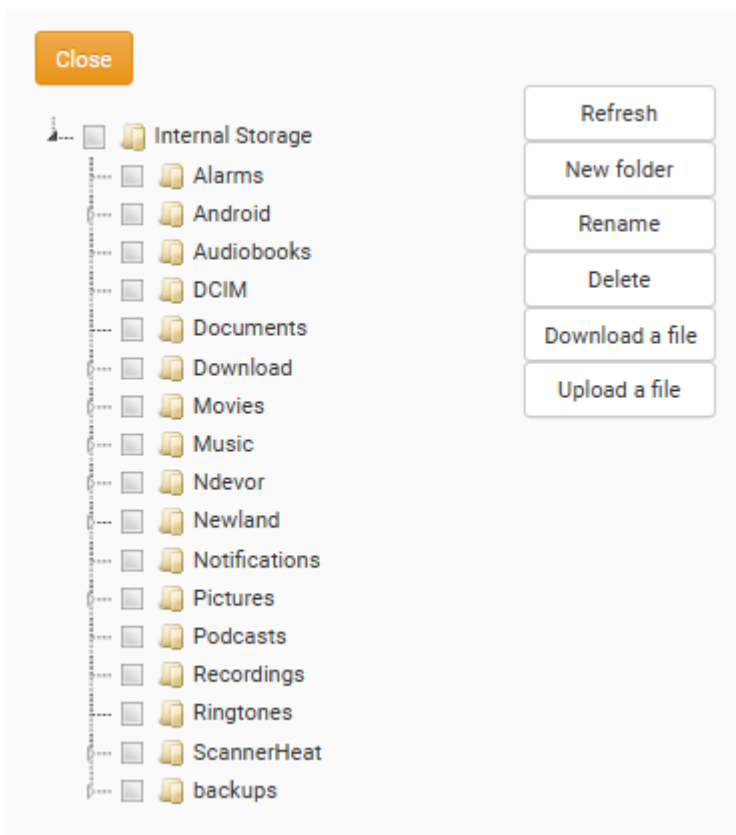 Close
Internal Storage
Alarms
Android
Audiobooks
DCIM
Documents
Download
Movies
Music
Ndevor
Newland
Notifications
Pictures
Podcasts
Recordings
Ringtones
ScannerHeat
backups
Refresh
New folder
Rename
Delete
Download a file
Upload a file